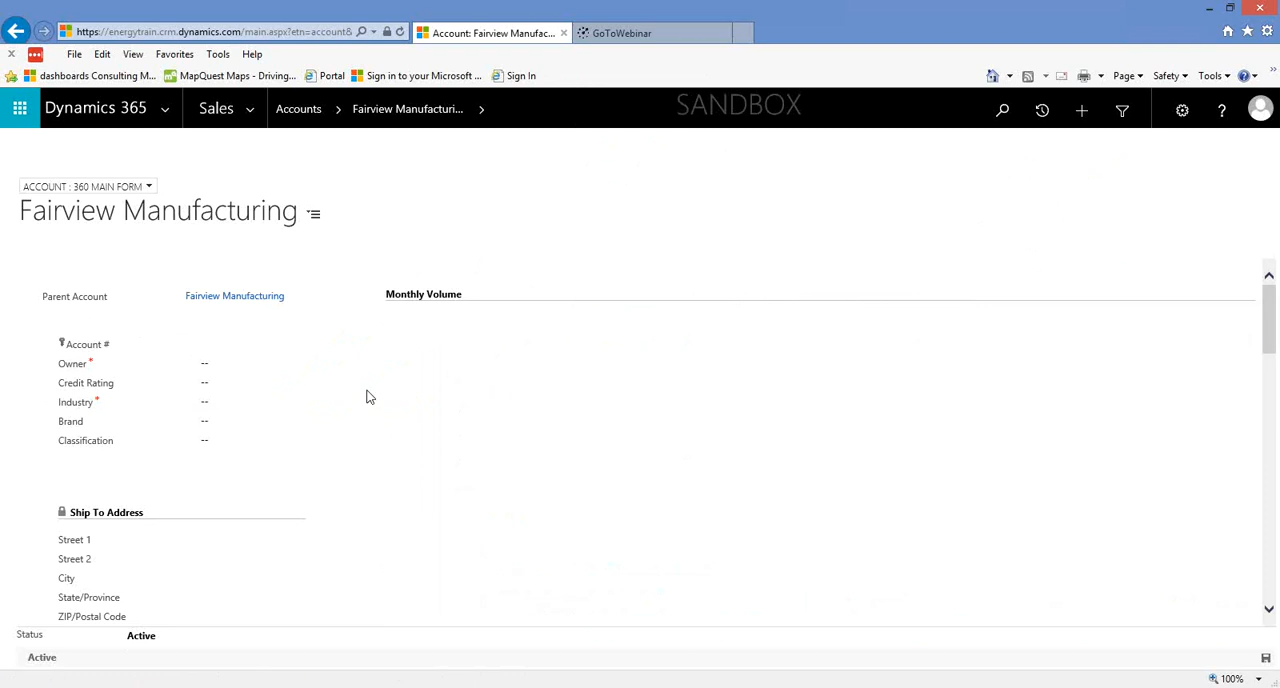 https://energytrain.crm.dynamics.com/main.aspx?etn=account&
Account: Fairview Manufac...
GoToWebinar
File Edit View Favorites Tools Help
dashboards Consulting M... MapQuest Maps - Driving... Portal Sign in to your Microsoft ... Sign In
Page Safety Tools
Dynamics 365 Sales Accounts Fairview Manufacturi... SANDBOX
ACCOUNT : 360 MAIN FORM
Fairview Manufacturing
Parent Account Fairview Manufacturing
Monthly Volume
Account #
Owner * --
Credit Rating --
Industry * --
Brand --
Classification --
Ship To Address
Street 1
Street 2
City
State/Province
ZIP/Postal Code
Status Active
Active
100%